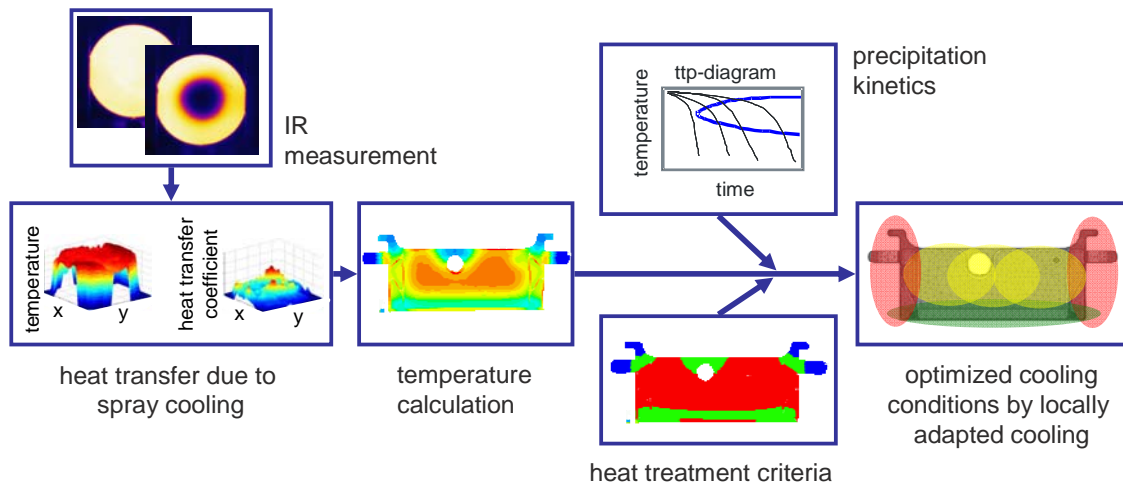 IR
measurement
ttp-diagram
temperature
time
precipitation
kinetics
temperature
x
y
heat transfer
coefficient
x
y
heat transfer due to
spray cooling
temperature
calculation
heat treatment criteria
optimized cooling
conditions by locally
adapted cooling